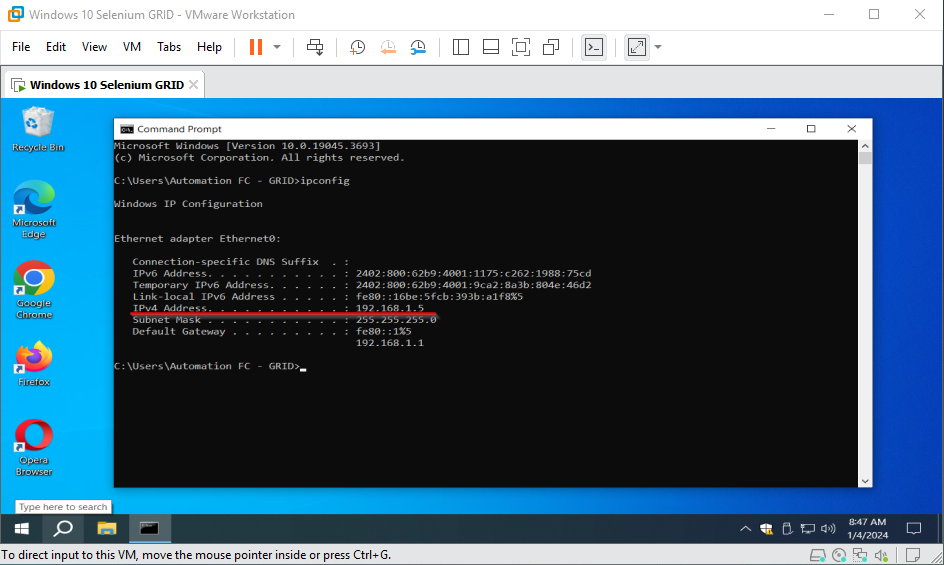 Windows 10 Selenium GRID - VMware Workstation
File Edit View VM Tabs Help
Windows 10 Selenium GRID
Recycle Bin
Microsoft
Edge
Google
Chrome
Firefox
Opera
Browser
Command Prompt
Microsoft Windows [Version 10.0.19045.3693]
(c) Microsoft Corporation. All rights reserved.
C:\Users\Automation FC - GRID>ipconfig
Windows IP Configuration
Ethernet adapter Ethernet0:
Connection-specific DNS Suffix . :
IPv6 Address. . . . . . . . . . . : 2402:800:62b9:4001:1175:c262:1988:75cd
Temporary IPv6 Address. . . . . . : 2402:800:62b9:4001:9ca2:8a3b:804e:46d2
Link-local IPv6 Address . . . . . : fe80::16be:5fcb:393b:a1f8%5
IPv4 Address. . . . . . . . . . . : 192.168.1.5
Subnet Mask . . . . . . . . . . . : 255.255.255.0
Default Gateway . . . . . . . . . : fe80::1%5
192.168.1.1
C:\Users\Automation FC - GRID>
Type here to search
8:47 AM
1/4/2024
To direct input to this VM, move the mouse pointer inside or press Ctrl+G.